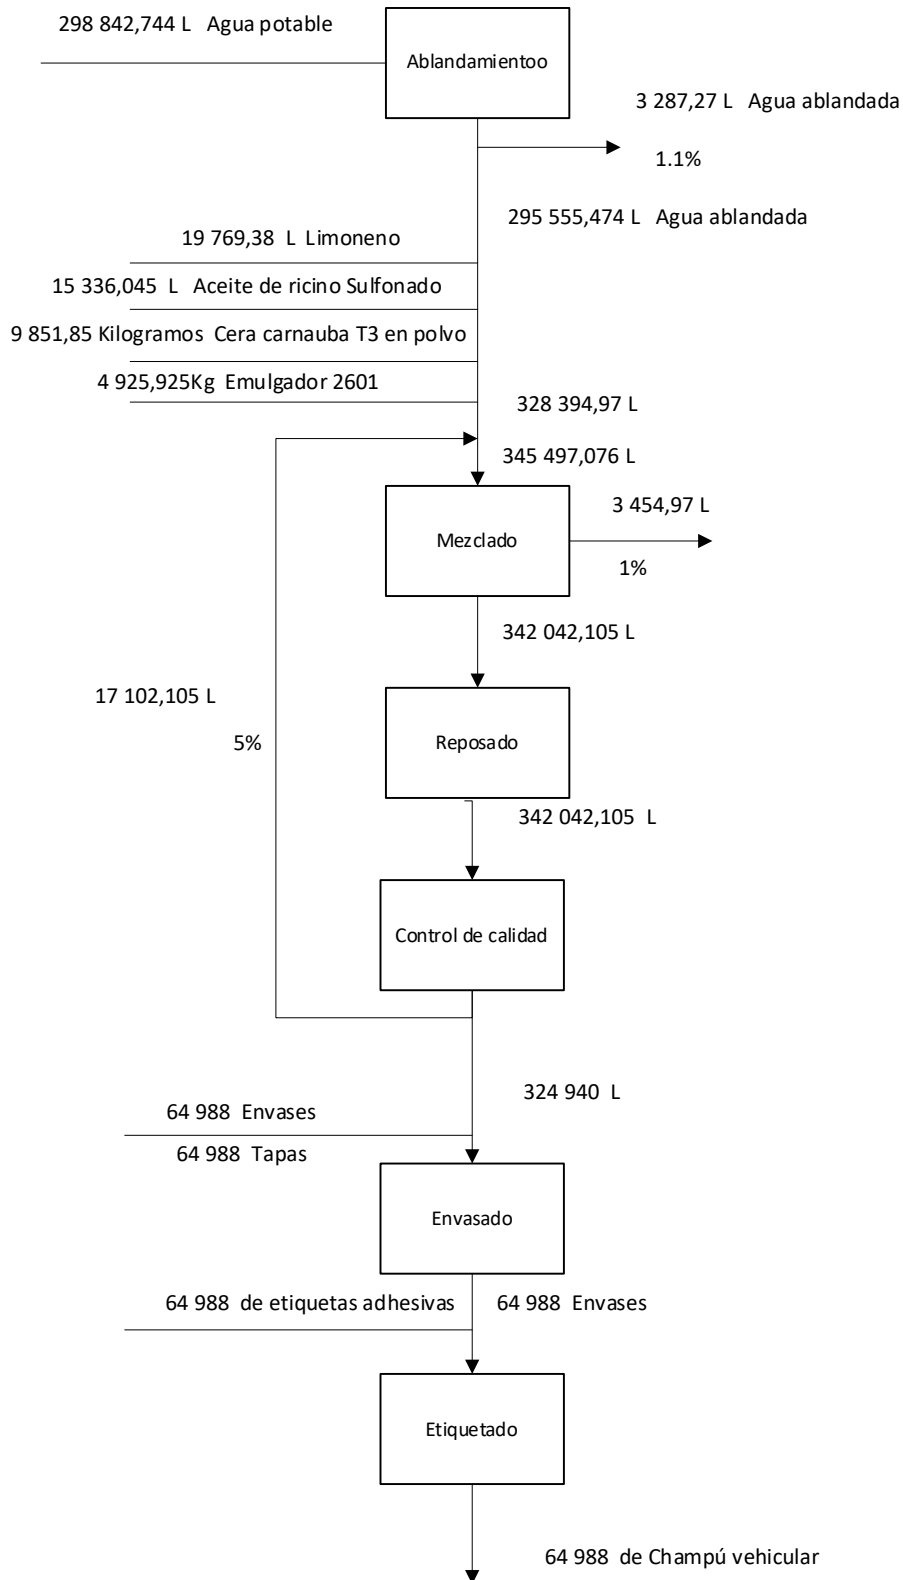 298 842,744 L Agua potable
Ablandamientoo
3 287,27 L Agua ablandada
1.1%
295 555,474 L Agua ablandada
19 769,38 L Limoneno
15 336,045 L Aceite de ricino Sulfonado
9 851,85 Kilogramos Cera carnauba T3 en polvo
4 925,925Kg Emulgador 2601
328 394,97 L
345 497,076 L
3 454,97 L
Mezclado
1%
342 042,105 L
17 102,105 L
5%
Reposado
342 042,105 L
Control de calidad
324 940 L
64 988 Envases
64 988 Tapas
Envasado
64 988 de etiquetas adhesivas
64 988 Envases
Etiquetado
64 988 de Champú vehicular